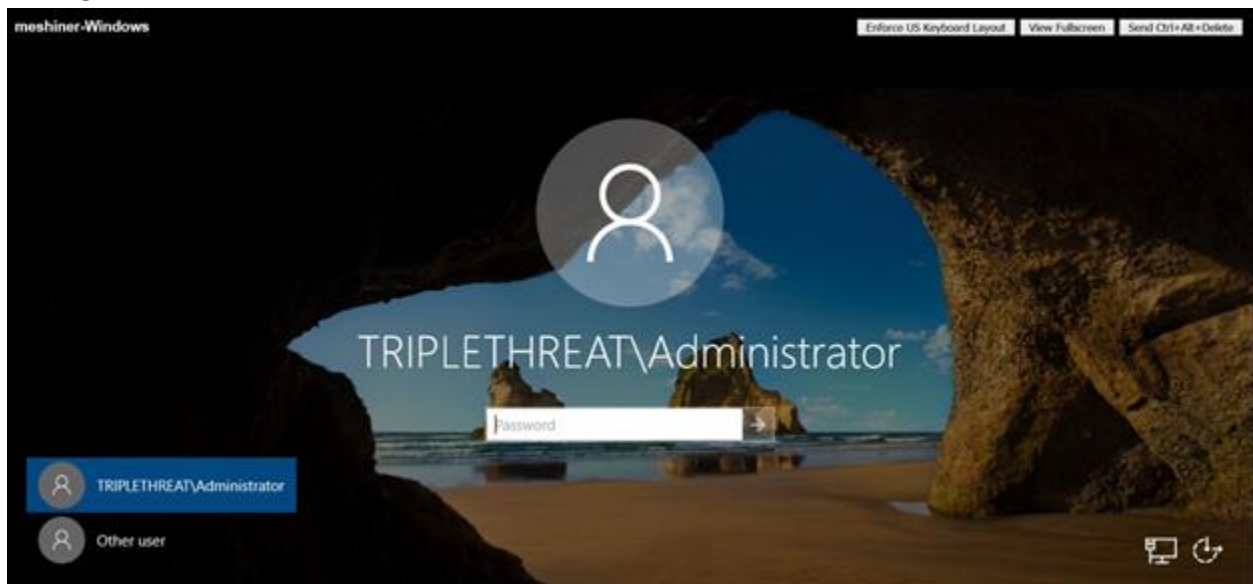 meshiner-Windows
Enforce US Keyboard Layout
View Fullscreen
Send Ctrl+Alt+Delete
TRIPLETHREAT\Administrator
Password
TRIPLETHREAT\Administrator
Other user